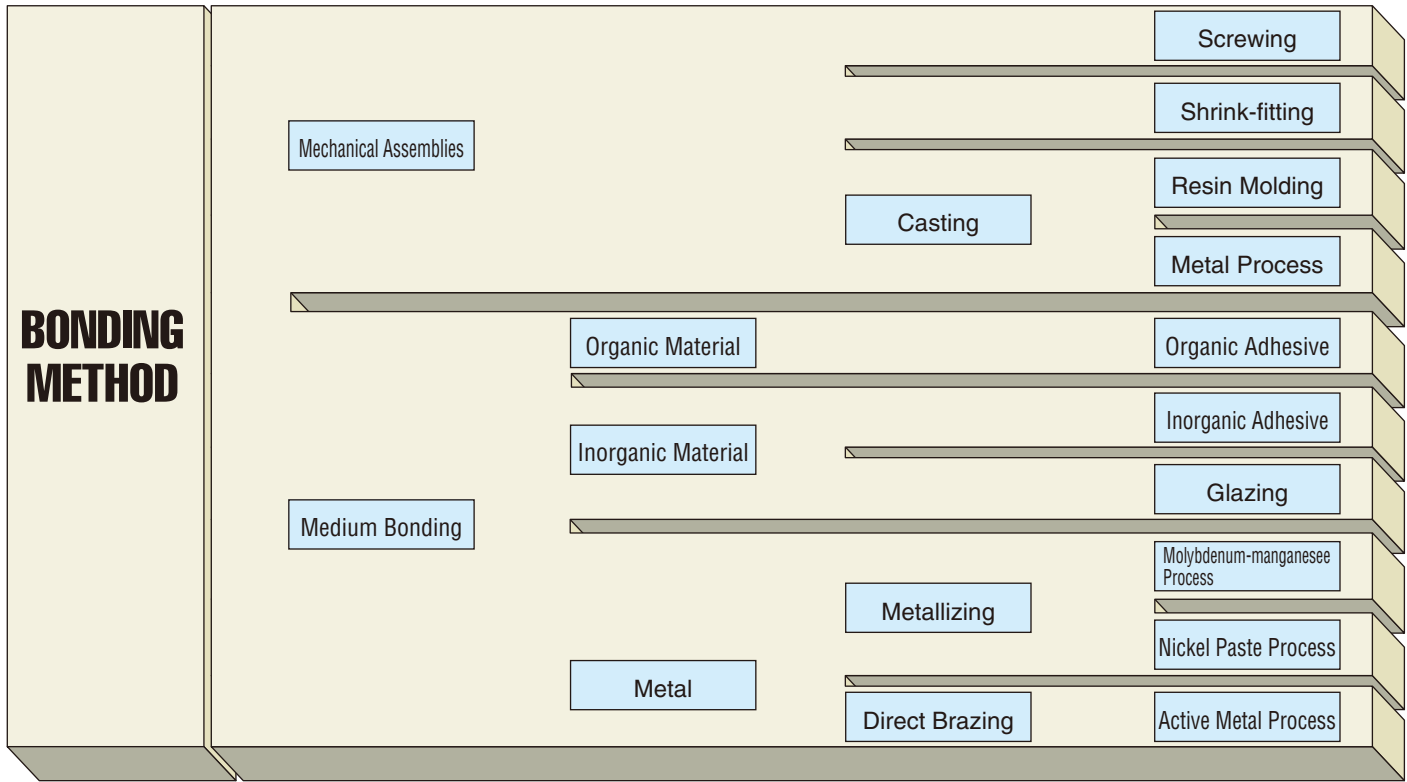 BONDING
METHOD
Mechanical Assemblies
Screwing
Shrink-fitting
Casting
Resin Molding
Metal Process
Medium Bonding
Organic Material
Organic Adhesive
Inorganic Material
Inorganic Adhesive
Glazing
Metal
Metallizing
Molybdenum-manganesee
Process
Nickel Paste Process
Direct Brazing
Active Metal Process